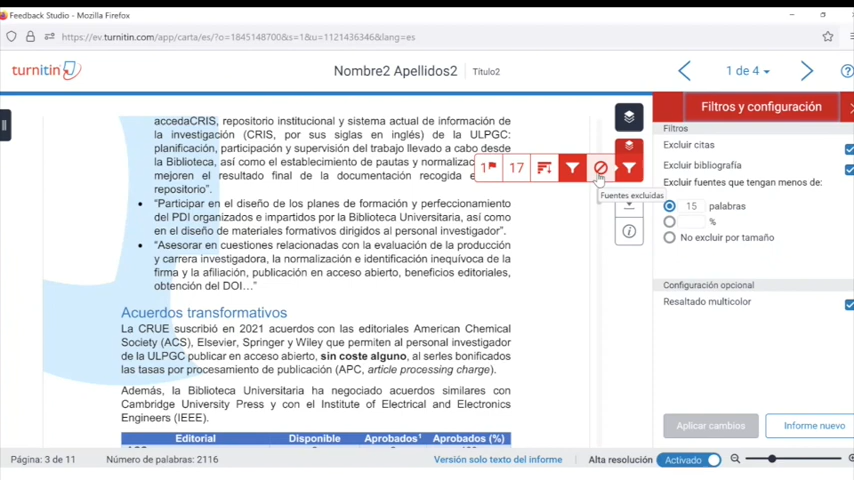 Feedback Studio - Mozilla Firefox
https://ev.turnitin.com/app/carta/es/?o=1845148700&s=1&u=1121436346&lang=es
turnitin
Nombre2 Apellidos2
Título2
1 de 4
accedaCRIS, repositorio institucional y sistema actual de información de
la investigación (CRIS, por sus siglas en inglés) de la ULPGC:
planificación, participación y supervisión del trabajo llevado a cabo desde
la Biblioteca, así como el establecimiento de pautas y
mejoren el resultado final de la documentación recogida
repositorio”.
• “Participar en el diseño de los planes de formación y perfeccionamiento
del PDI organizados e impartidos por la Biblioteca Universitaria, así como
en el diseño de materiales formativos dirigidos al personal investigador”.
• “Asesorar en cuestiones relacionadas con la evaluación de la producción
y carrera investigadora, la normalización e identificación inequívoca de la
firma y la afiliación, publicación en acceso abierto, beneficios editoriales,
obtención del DOI…”
Acuerdos transformativos
La CRUE suscribió en 2021 acuerdos con las editoriales American Chemical
Society (ACS), Elsevier, Springer y Wiley que permiten al personal investigador
de la ULPGC publicar en acceso abierto, sin coste alguno, al serles bonificados
las tasas por procesamiento de publicación (APC, article processing charge).
Además, la Biblioteca Universitaria ha negociado acuerdos similares con
Cambridge University Press y con el Institute of Electrical and Electronics
Engineers (IEEE).
Editorial Disponible Aprobados¹ Aprobados (%)
1 17
Fuentes excluidas
Filtros y configuración
Filtros
Excluir citas
Excluir bibliografía
Excluir fuentes que tengan menos de:
15 palabras
%
No excluir por tamaño
Configuración opcional
Resaltado multicolor
Aplicar cambios
Informe nuevo
Página: 3 de 11
Número de palabras: 2116
Versión solo texto del informe
Alta resolución
Activado